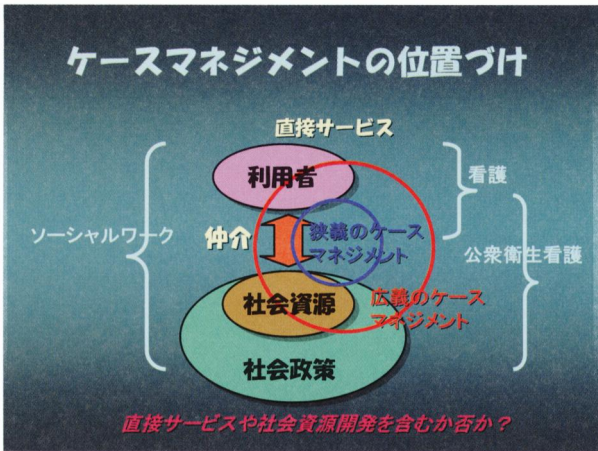 ケースマネジメントの位置づけ
直接サービス
利用者
看護
ソーシャルワーク
仲介
狭義のケース
マネジメント
公衆衛生看護
社会資源
広義のケース
マネジメント
社会政策
直接サービスや社会資源開発を含むか否か？